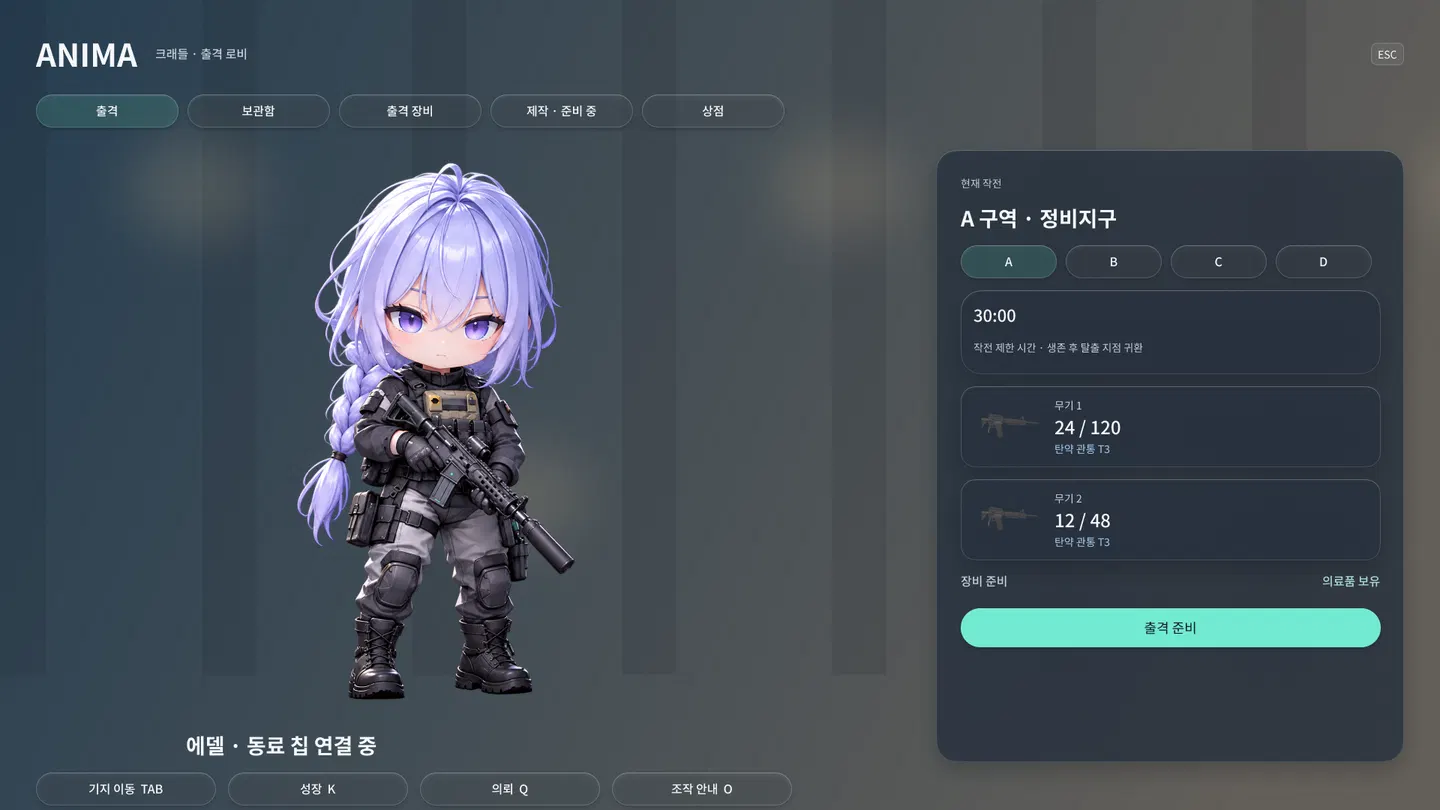 ANIMA
크래들 · 출격 로비
ESC
출격
보관함
출격 장비
제작 · 준비 중
상점
현재 작전
A 구역 · 정비지구
A
B
C
D
30:00
작전 제한 시간 · 생존 후 탈출 지점 귀환
무기 1
24 / 120
탄약 관통 T3
무기 2
12 / 48
탄약 관통 T3
장비 준비
의료품 보유
출격 준비
에델 · 동료 칩 연결 중
기지 이동 TAB
성장 K
의뢰 Q
조작 안내 O